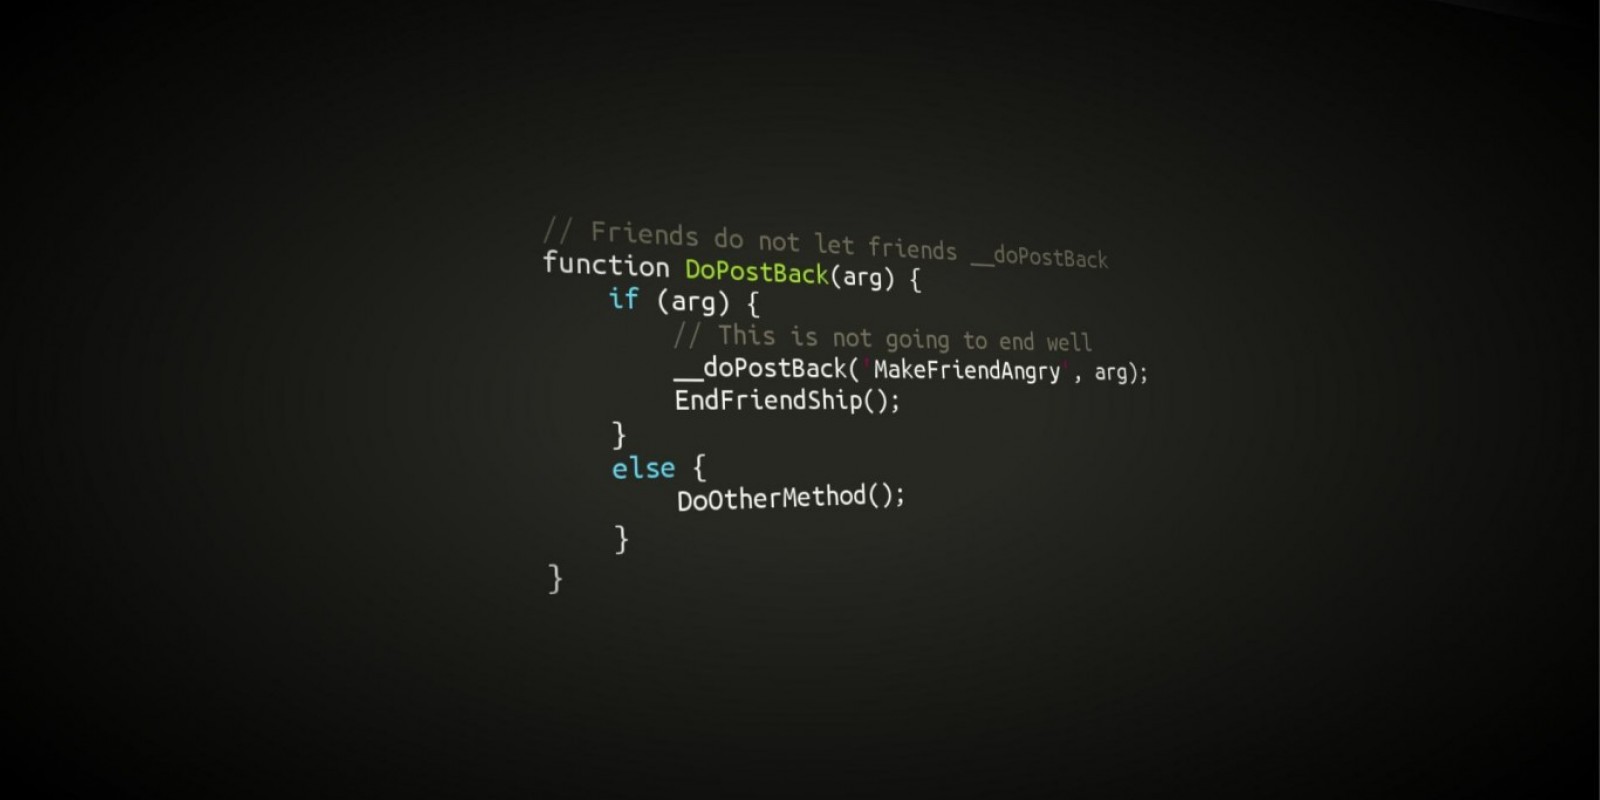 // Friends do not let friends __doPostBack
function DoPostBack(arg) {
if (arg) {
// This is not going to end well
__doPostBack('MakeFriendAngry', arg);
EndFriendShip();
}
else {
DoOtherMethod();
}
}